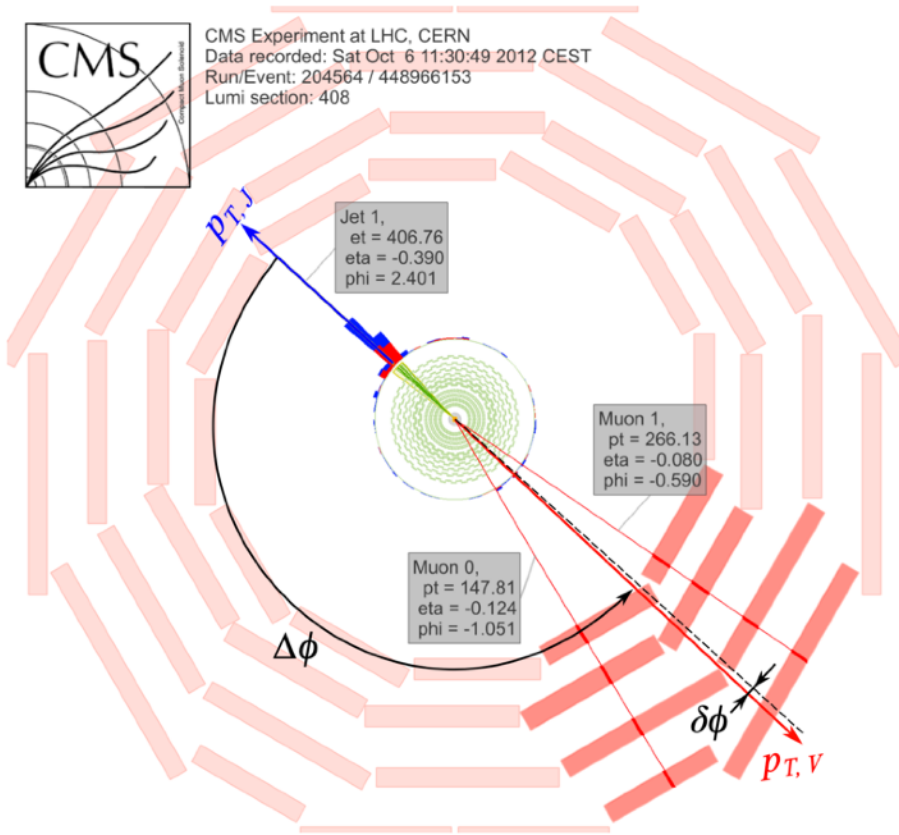 CMS
Compact Muon Solenoid
CMS Experiment at LHC, CERN
Data recorded: Sat Oct 6 11:30:49 2012 CEST
Run/Event: 204564 / 448966153
Lumi section: 408
p_{T, J}
Jet 1,
et = 406.76
eta = -0.390
phi = 2.401
Muon 1,
pt = 266.13
eta = -0.080
phi = -0.590
Muon 0,
pt = 147.81
eta = -0.124
phi = -1.051
Δϕ
δϕ
p_{T, V}